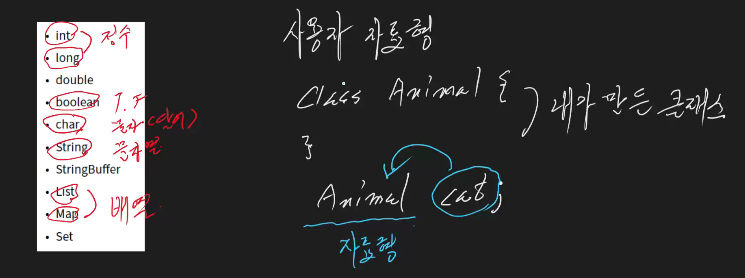 int
long
정수
double
boolean T.F
char 문자(단어)
String 문자열
StringBuffer
List
Map
배열
Set
사용자 자료형
Class Animal {
}
내가 만든 클래스
Animal cat;
자료형